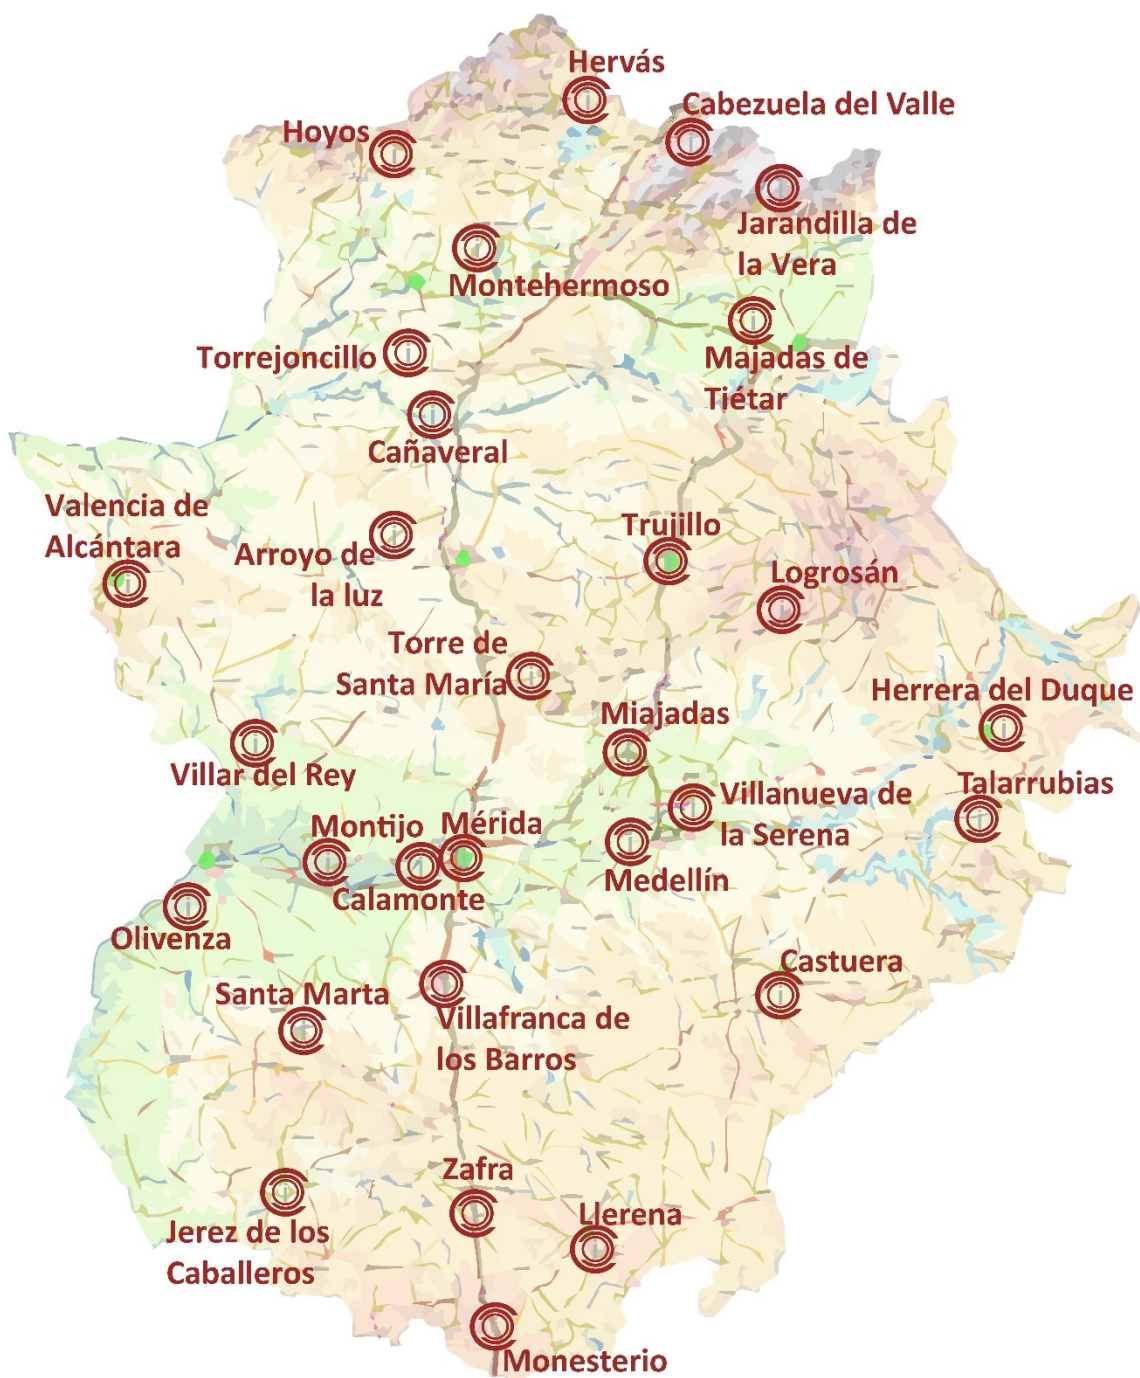 Hervás
Cabezuela del Valle
Hoyos
Jarandilla de
la Vera
Montehermoso
Torrejoncillo
Majadas de
Tiétar
Cañaveral
Valencia de
Alcántara
Arroyo de
la luz
Trujillo
Logrosán
Torre de
Santa María
Miajadas
Herrera del Duque
Villar del Rey
Villanueva de
la Serena
Talarrubias
Montijo
Mérida
Calamonte
Medellín
Olivenza
Castuera
Santa Marta
Villafranca de
los Barros
Zafra
Llerena
Jerez de los
Caballeros
Monesterio